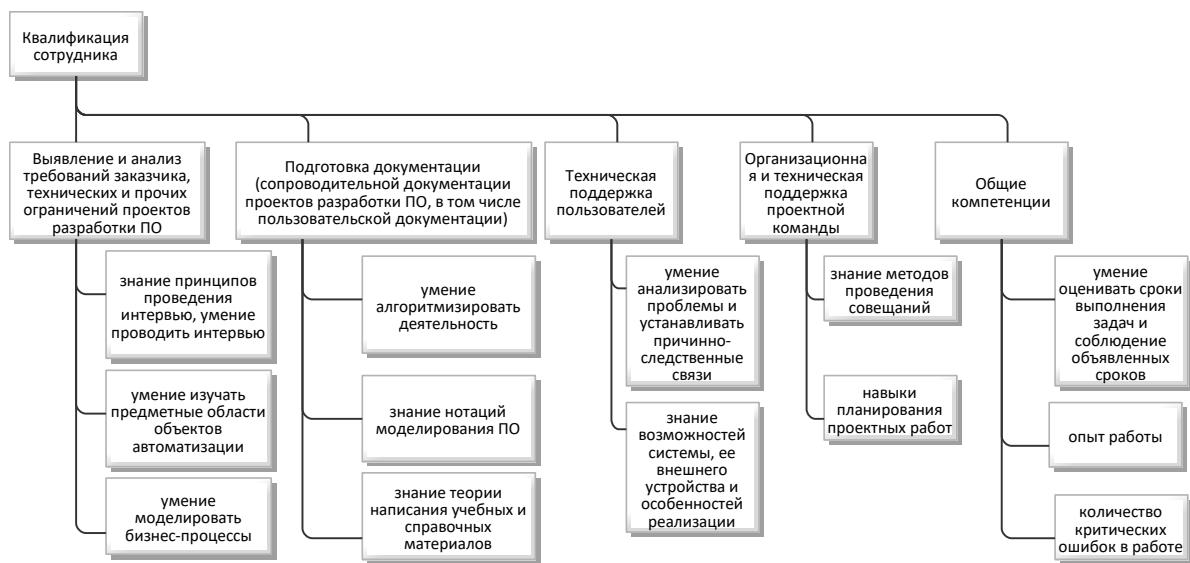 Квалификация
сотрудника
Выявление и анализ
требований заказчика,
технических и прочих
ограничений проектов
разработки ПО
знание принципов
проведения
интервью, умение
проводить интервью
умение изучать
предметные области
объектов
автоматизации
умение
моделировать
бизнес-процессы
Подготовка документации
(сопроводительной документации
проектов разработки ПО, в том числе
пользовательской документации)
умение
алгоритмизировать
деятельность
знание нотаций
моделирования ПО
знание теории
написания учебных и
справочных
материалов
Техническая
поддержка
пользователей
умение
анализировать
проблемы и
устанавливать
причинно-
следственные
связи
знание
возможностей
системы, ее
внешнего
устройства и
особенностей
реализации
Организационна
я и техническая
поддержка
проектной
команды
знание методов
проведения
совещаний
навыки
планирования
проектных работ
Общие
компетенции
умение
оценивать сроки
выполнения
задач и
соблюдение
объявленных
сроков
опыт работы
количество
критических
ошибок в работе